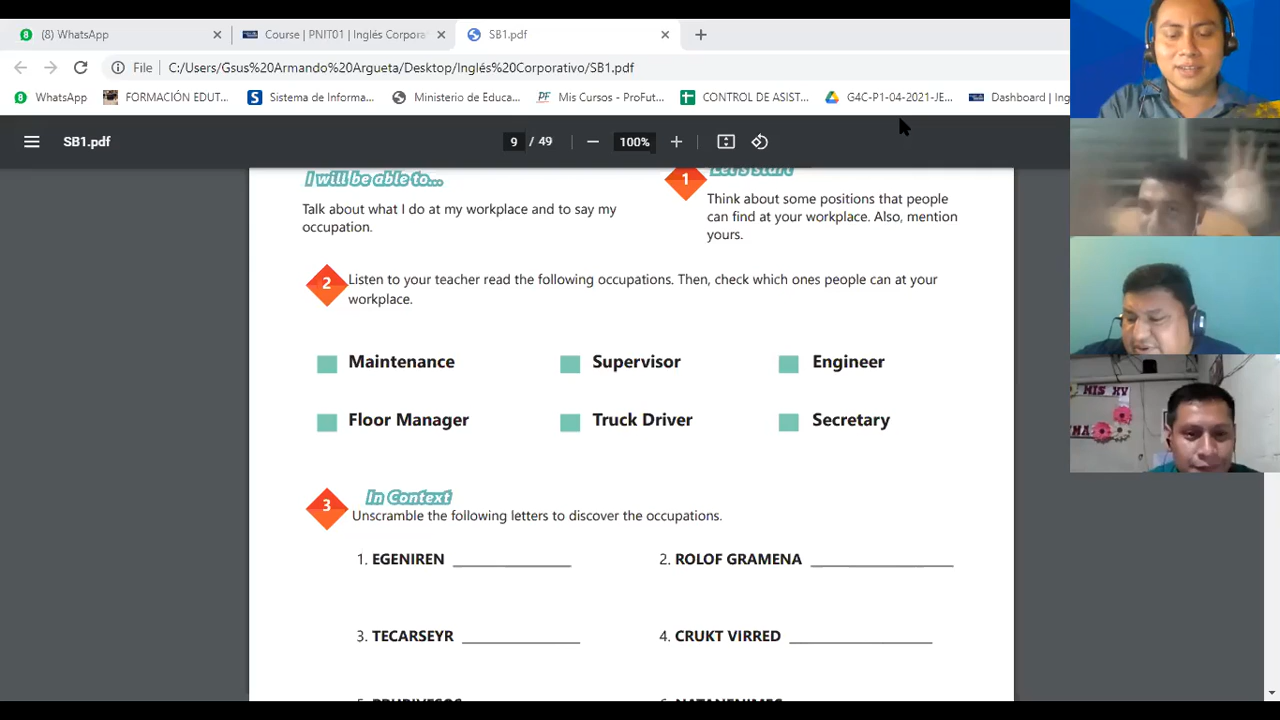 (8) WhatsApp
Course | PNIT01 | Inglés Corpora
SB1.pdf
File
C:/Users/Gsus%20Armando%20Argueta/Desktop/Inglés%20Corporativo/SB1.pdf
WhatsApp
FORMACIÓN EDUT...
Sistema de Informa...
Ministerio de Educa...
PF Mis Cursos - ProFut...
CONTROL DE ASIST...
G4C-P1-04-2021-JE...
Dashboard | Ing
SB1.pdf
9 / 49
100%
I will be able to...
Talk about what I do at my workplace and to say my
occupation.
1
Let's start
Think about some positions that people
can find at your workplace. Also, mention
yours.
2
Listen to your teacher read the following occupations. Then, check which ones people can at your
workplace.
Maintenance
Supervisor
Engineer
Floor Manager
Truck Driver
Secretary
3
In Context
Unscramble the following letters to discover the occupations.
1. EGENIREN
2. ROLOF GRAMENA
3. TECARSEYR
4. CRUKT VIRRED
MIS XV